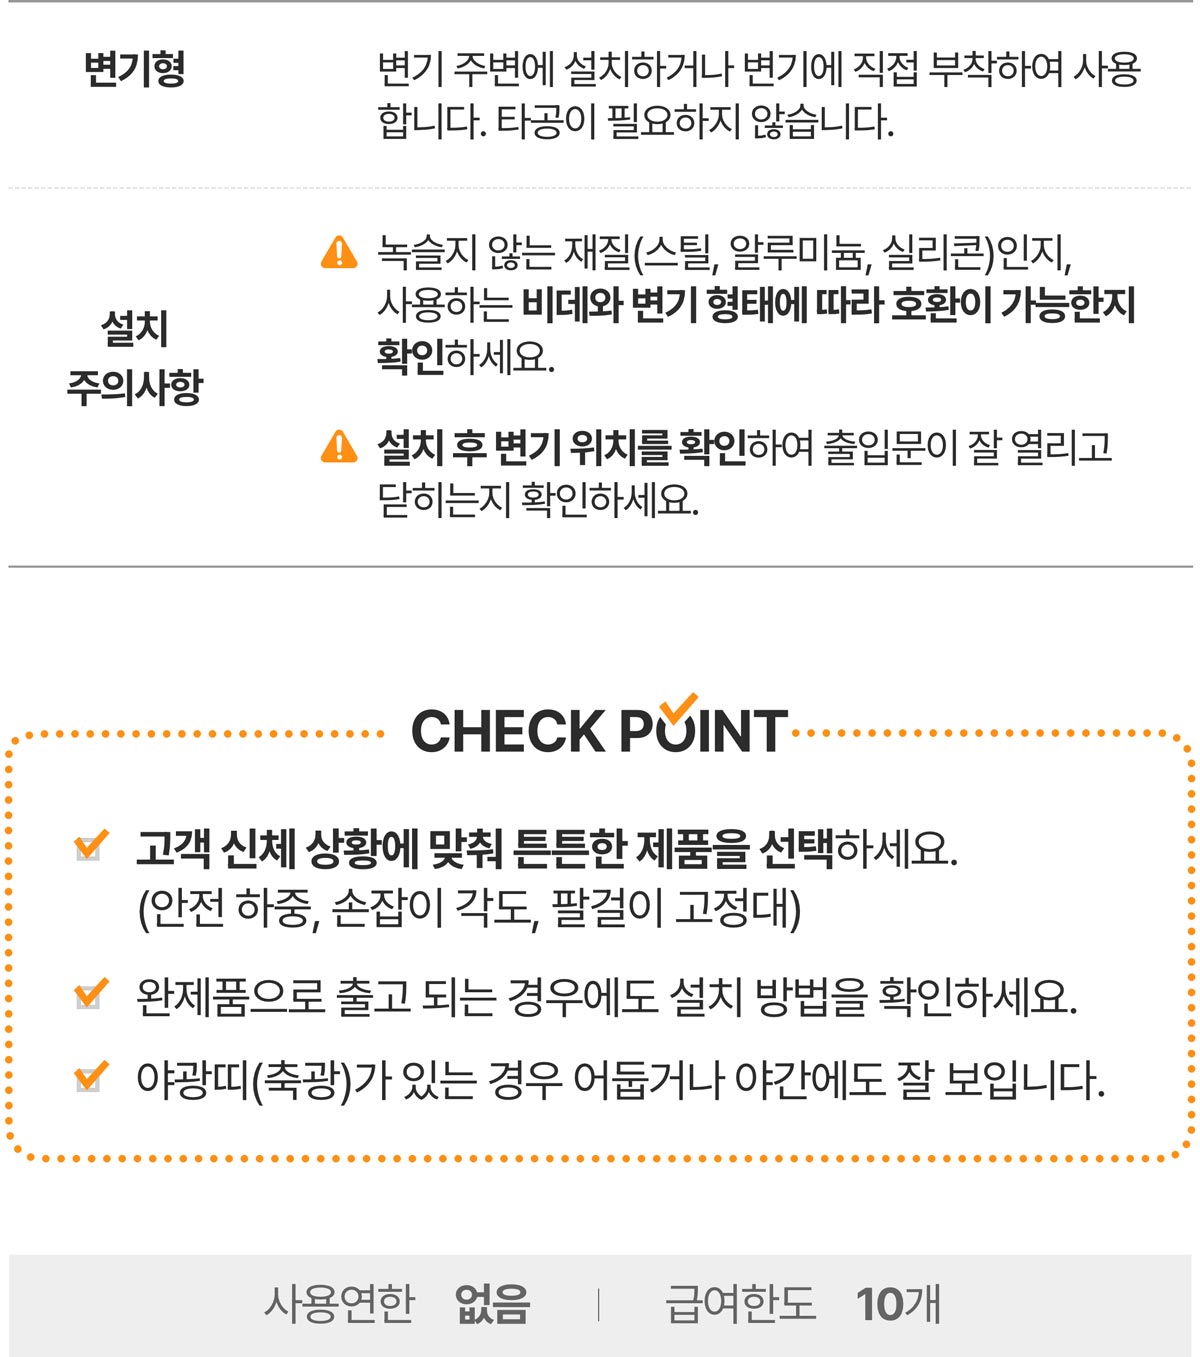 변기형
변기 주변에 설치하거나 변기에 직접 부착하여 사용
합니다. 타공이 필요하지 않습니다.
설치
주의사항
녹슬지 않는 재질(스틸, 알루미늄, 실리콘)인지,
사용하는 비데와 변기 형태에 따라 호환이 가능한지
확인하세요.
설치 후 변기 위치를 확인하여 출입문이 잘 열리고
닫히는지 확인하세요.
CHECK POINT
고객 신체 상황에 맞춰 튼튼한 제품을 선택하세요.
(안전 하중, 손잡이 각도, 팔걸이 고정대)
완제품으로 출고 되는 경우에도 설치 방법을 확인하세요.
야광띠(축광)가 있는 경우 어둡거나 야간에도 잘 보입니다.
사용연한 없음 | 급여한도 10개